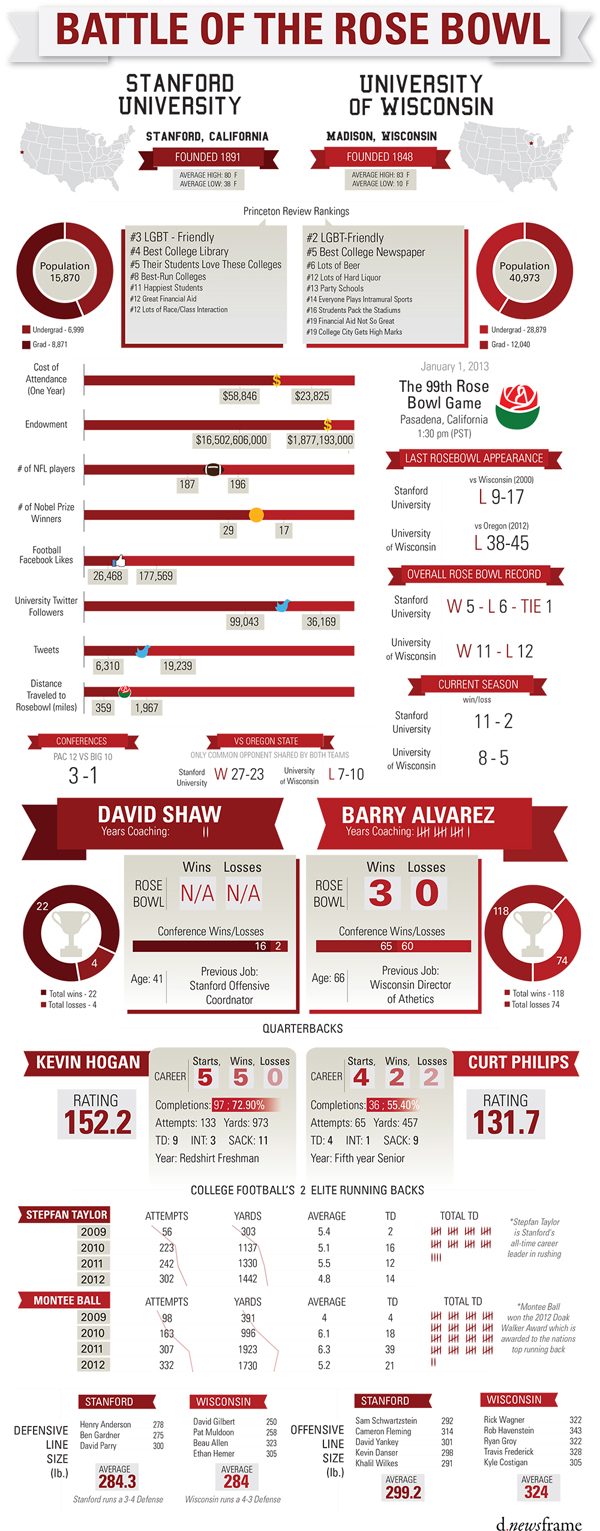 BATTLE OF THE ROSE BOWL
STANFORD
UNIVERSITY
STANFORD, CALIFORNIA
FOUNDED 1891
AVERAGE HIGH: 80 F
AVERAGE LOW: 38 F
UNIVERSITY
OF WISCONSIN
MADISON, WISCONSIN
FOUNDED 1848
AVERAGE HIGH: 83 F
AVERAGE LOW: 10 F
Princeton Review Rankings
Population
15,870
Undergrad - 6,999
Grad - 8,871
#3 LGBT - Friendly
#4 Best College Library
#5 Their Students Love These Colleges
#8 Best-Run Colleges
#11 Happiest Students
#12 Great Financial Aid
#12 Lots of Race/Class Interaction
#2 LGBT-Friendly
#5 Best College Newspaper
#6 Lots of Beer
#12 Lots of Hard Liquor
#13 Party Schools
#14 Everyone Plays Intramural Sports
#16 Students Pack the Stadiums
#19 Financial Aid Not So Great
#19 College City Gets High Marks
Population
40,973
Undergrad - 28,879
Grad - 12,040
Cost of
Attendance
(One Year)
$
$58,846 $23,825
Endowment
$
$16,502,606,000 $1,877,193,000
# of NFL players
187 196
# of Nobel Prize
Winners
29 17
Football
Facebook Likes
26,468 177,569
University Twitter
Followers
99,043 36,169
Tweets
6,310 19,239
Distance
Traveled to
Rosebowl (miles)
359 1,967
January 1, 2013
The 99th Rose
Bowl Game
Pasadena, California
1:30 pm (PST)
LAST ROSEBOWL APPEARANCE
Stanford
University
vs Wisconsin (2000)
L 9-17
University
of Wisconsin
vs Oregon (2012)
L 38-45
OVERALL ROSE BOWL RECORD
Stanford
University
W 5 - L 6 - TIE 1
University
of Wisconsin
W 11 - L 12
CURRENT SEASON
win/loss
Stanford
University
11 - 2
University
of Wisconsin
8 - 5
CONFERENCES
PAC 12 VS BIG 10
3 -1
VS OREGON STATE
ONLY COMMON OPPONENT SHARED BY BOTH TEAMS
Stanford
University
W 27-23
University
of Wisconsin
L 7-10
DAVID SHAW
Years Coaching:
BARRY ALVAREZ
Years Coaching:
22
4
Total wins - 22
Total losses - 4
Wins Losses
ROSE
BOWL
N/A N/A
Conference Wins/Losses
16 2
Age: 41
Previous Job:
Stanford Offensive
Coordnator
Wins Losses
ROSE
BOWL
3 0
Conference Wins/Losses
65 60
Age: 66
Previous Job:
Wisconsin Director
of Athetics
118
74
Total wins - 118
Total losses 74
QUARTERBACKS
KEVIN HOGAN
RATING
152.2
Starts, Wins, Losses
CAREER 5 5 0
Completions: 97 ; 72.90%
Attempts: 133 Yards: 973
TD: 9 INT: 3 SACK: 11
Year: Redshirt Freshman
Starts, Wins, Losses
CAREER 4 2 2
Completions: 36 ; 55.40%
Attempts: 65 Yards: 457
TD: 4 INT: 1 SACK: 9
Year: Fifth year Senior
CURT PHILIPS
RATING
131.7
COLLEGE FOOTBALL'S 2 ELITE RUNNING BACKS
STEPFAN TAYLOR ATTEMPTS YARDS AVERAGE TD TOTAL TD
2009 56 303 5.4 2
2010 223 1137 5.1 16
2011 242 1330 5.5 12
2012 302 1442 4.8 14
*Stepfan Taylor
is Stanford's
all-time career
leader in rushing
MONTEE BALL ATTEMPTS YARDS AVERAGE TD TOTAL TD
2009 98 391 4 4
2010 163 996 6.1 18
2011 307 1923 6.3 39
2012 332 1730 5.2 21
*Montee Ball
won the 2012 Doak
Walker Award which is
awarded to the nations
top running back
DEFENSIVE
LINE
SIZE
(lb.)
STANFORD
Henry Anderson 278
Ben Gardner 275
David Parry 300
AVERAGE
284.3
Stanford runs a 3-4 Defense
WISCONSIN
David Gilbert 250
Pat Muldoon 258
Beau Allen 323
Ethan Hemer 305
AVERAGE
284
Wisconsin runs a 4-3 Defense
OFFENSIVE
LINE
SIZE
(lb.)
STANFORD
Sam Schwartzstein 292
Cameron Fleming 314
David Yankey 301
Kevin Danser 298
Khalil Wilkes 291
AVERAGE
299.2
WISCONSIN
Rick Wagner 322
Rob Havenstein 343
Ryan Groy 322
Travis Frederick 328
Kyle Costigan 305
AVERAGE
324
d.newsframe